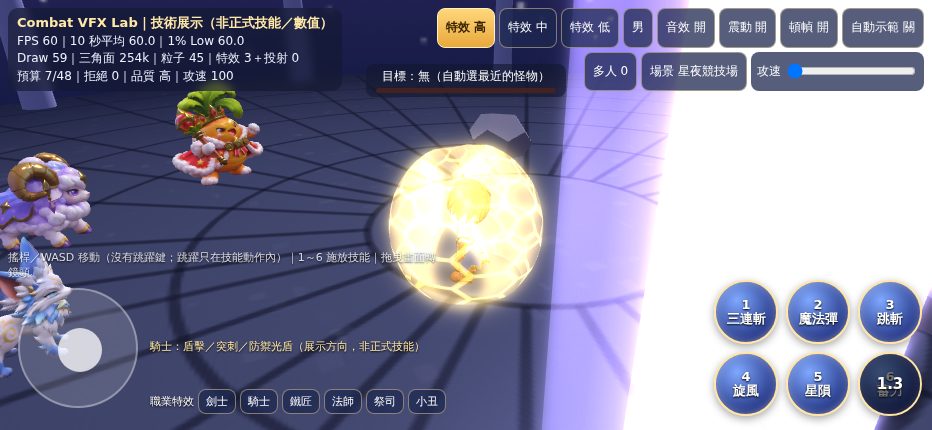 Combat VFX Lab｜技術展示（非正式技能／數值）
FPS 60｜10 秒平均 60.0｜1% Low 60.0
Draw 59｜三角面 254k｜粒子 45｜特效 3＋投射 0
預算 7/48｜拒絕 0｜品質 高｜攻速 100
特效 高
特效 中
特效 低
男
音效 開
震動 開
頓幀 開
自動示範 關
多人 0
場景 星夜競技場
攻速
目標：無（自動選最近的怪物）
搖桿／WASD 移動（沒有跳躍鍵；跳躍只在技能動作內）｜1～6 施放技能｜拖曳畫面轉
鏡頭
騎士：盾擊／突刺／防禦光盾（展示方向，非正式技能）
職業特效
劍士
騎士
鐵匠
法師
祭司
小丑
1
三連斬
2
魔法彈
3
跳斬
4
旋風
5
星隕
6
1.3
蓄力